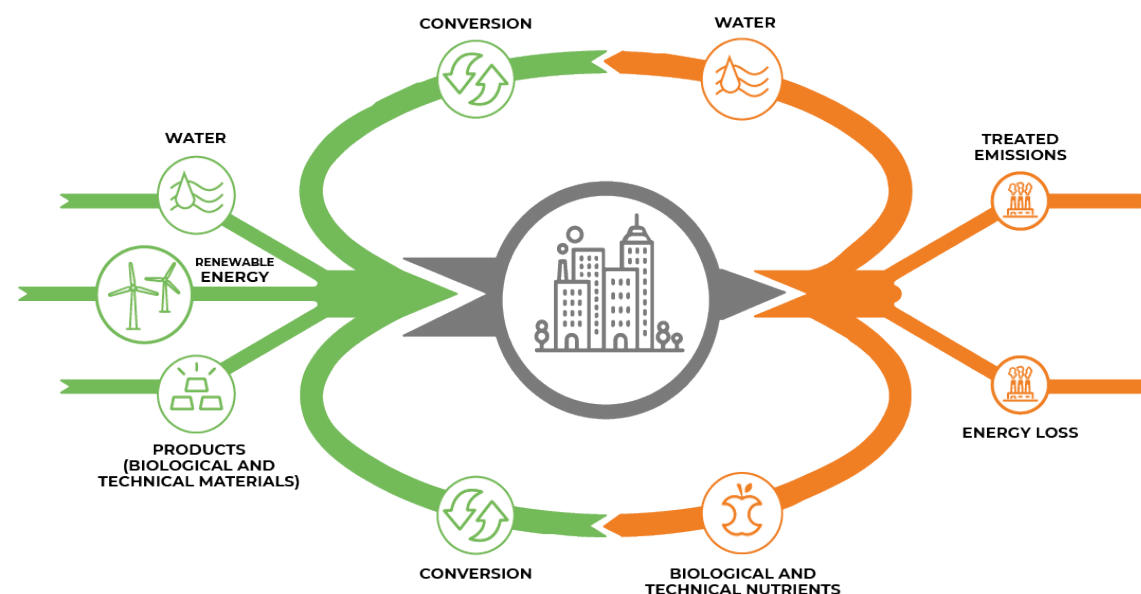 CONVERSION
WATER
WATER
TREATED
EMISSIONS
RENEWABLE
ENERGY
ENERGY LOSS
PRODUCTS
(BIOLOGICAL AND
TECHNICAL MATERIALS)
CONVERSION
BIOLOGICAL AND
TECHNICAL NUTRIENTS